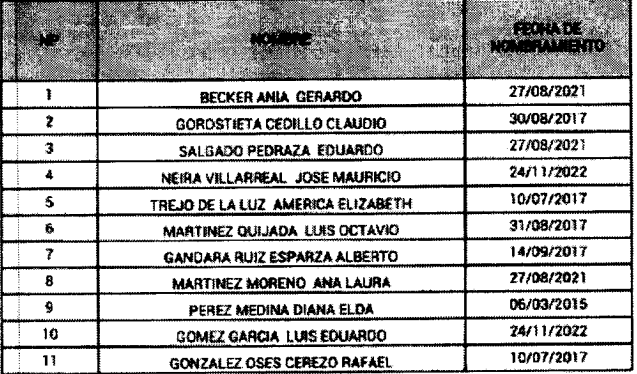 Nº NOMBRE FECHA DE NOMBRAMIENTO
1 BECKER ANIA GERARDO 27/08/2021
2 GOROSTIETA CEDILLO CLAUDIO 30/08/2017
3 SALGADO PEDRAZA EDUARDO 27/08/2021
4 NEIRA VILLARREAL JOSE MAURICIO 24/11/2022
5 TREJO DE LA LUZ AMERICA ELIZABETH 10/07/2017
6 MARTINEZ QUIJADA LUIS OCTAVIO 31/08/2017
7 GANDARA RUIZ ESPARZA ALBERTO 14/09/2017
8 MARTINEZ MORENO ANA LAURA 27/08/2021
9 PEREZ MEDINA DIANA ELDA 06/03/2015
10 GOMEZ GARCIA LUIS EDUARDO 24/11/2022
11 GONZALEZ OSES CEREZO RAFAEL 10/07/2017